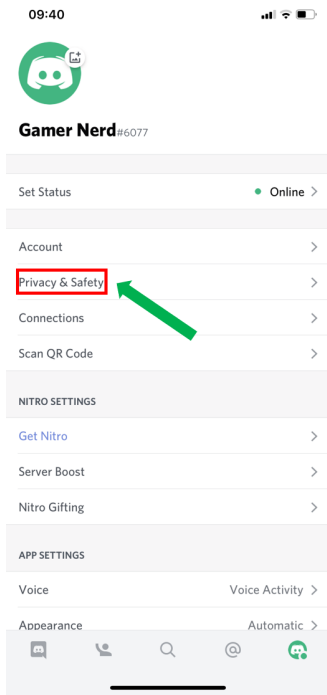 09:40
Gamer Nerd#6077
Set Status Online
Account
Privacy & Safety
Connections
Scan QR Code
NITRO SETTINGS
Get Nitro
Server Boost
Nitro Gifting
APP SETTINGS
Voice Voice Activity
Appearance Automatic